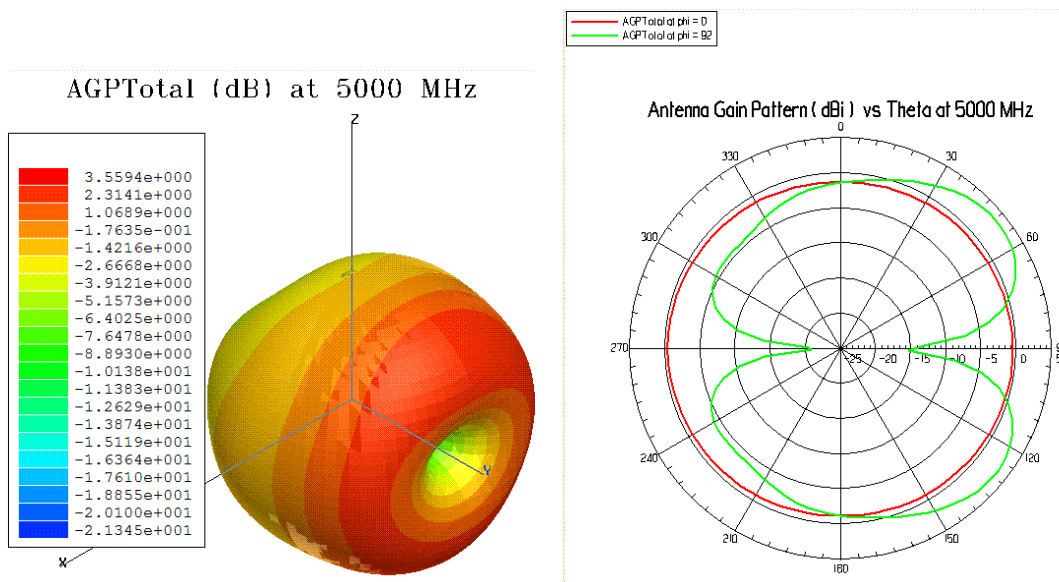 AGPTotal (dB) at 5000 MHz
Z
3.5594e+000
2.3141e+000
1.0689e+000
-1.7635e-001
-1.4216e+000
-2.6668e+000
-3.9121e+000
-5.1573e+000
-6.4025e+000
-7.6478e+000
-8.8930e+000
-1.0138e+001
-1.1383e+001
-1.2629e+001
-1.3874e+001
-1.5119e+001
-1.6364e+001
-1.7610e+001
-1.8855e+001
-2.0100e+001
-2.1345e+001
Y
X
AGPTotal at phi = 0
AGPTotal at phi = 92
Antenna Gain Pattern ( dBi ) vs Theta at 5000 MHz
0
330
30
300
60
270
-25 -20 -15 -10 -5 0
240
120
210
150
180